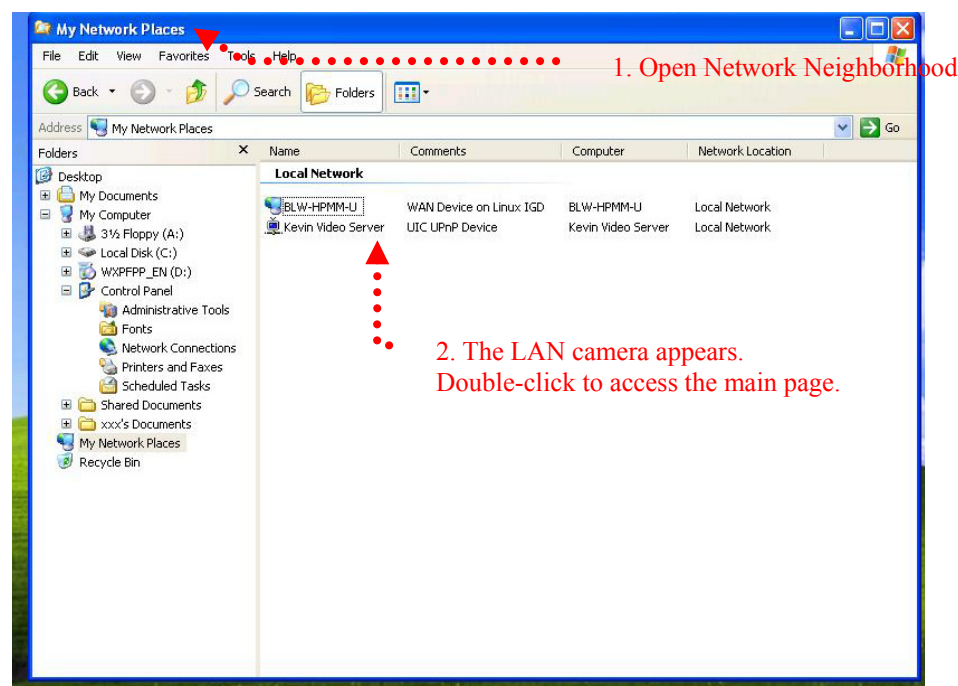 My Network Places
File Edit View Favorites Tools Help
1. Open Network Neighborhood
Back Search Folders
Address My Network Places Go
Folders X Name Comments Computer Network Location
Desktop
My Documents
My Computer
3½ Floppy (A:)
Local Disk (C:)
WXPFPP_EN (D:)
Control Panel
Administrative Tools
Fonts
Network Connections
Printers and Faxes
Scheduled Tasks
Shared Documents
xxx's Documents
My Network Places
Recycle Bin
Local Network
BLW-HPMM-U WAN Device on Linux IGD BLW-HPMM-U Local Network
Kevin Video Server UIC UPnP Device Kevin Video Server Local Network
2. The LAN camera appears.
Double-click to access the main page.